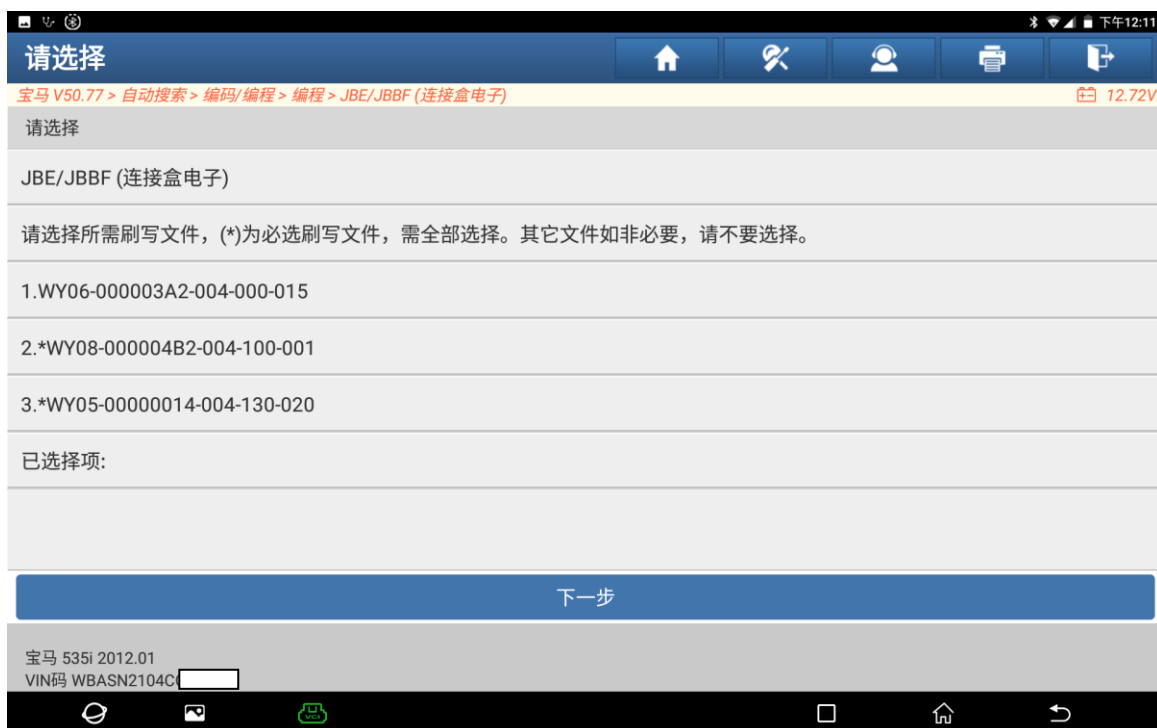 下午12:11
请选择
宝马 V50.77 > 自动搜索 > 编码/编程 > 编程 > JBE/JBBF (连接盒电子)
12.72V
请选择
JBE/JBBF (连接盒电子)
请选择所需刷写文件，(*)为必选刷写文件，需全部选择。其它文件如非必要，请不要选择。
1.WY06-000003A2-004-000-015
2.*WY08-000004B2-004-100-001
3.*WY05-00000014-004-130-020
已选择项:
下一步
宝马 535i 2012.01
VIN码 WBASN2104C
VCI